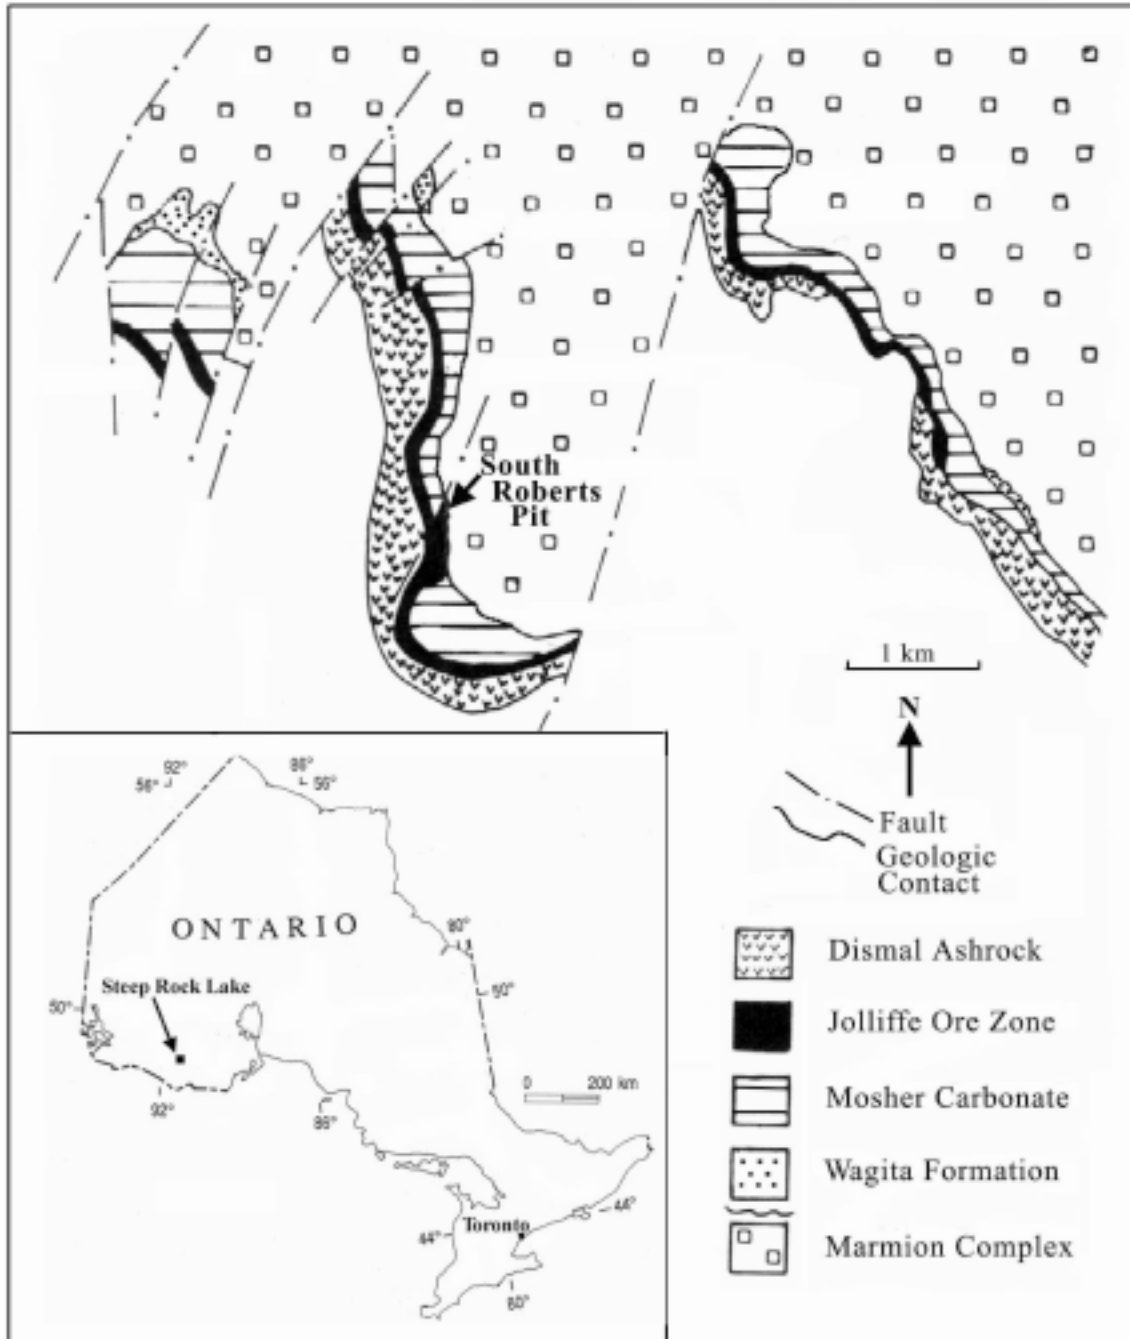 South
Roberts
Pit
1 km
N
Fault
Geologic
Contact
92°
56°
86°
56°
ONTARIO
80°
Steep Rock Lake
50°
50°
0 200 km
92°
86°
44°
Toronto
44°
80°
Dismal Ashrock
Jolliffe Ore Zone
Mosher Carbonate
Wagita Formation
Marmion Complex